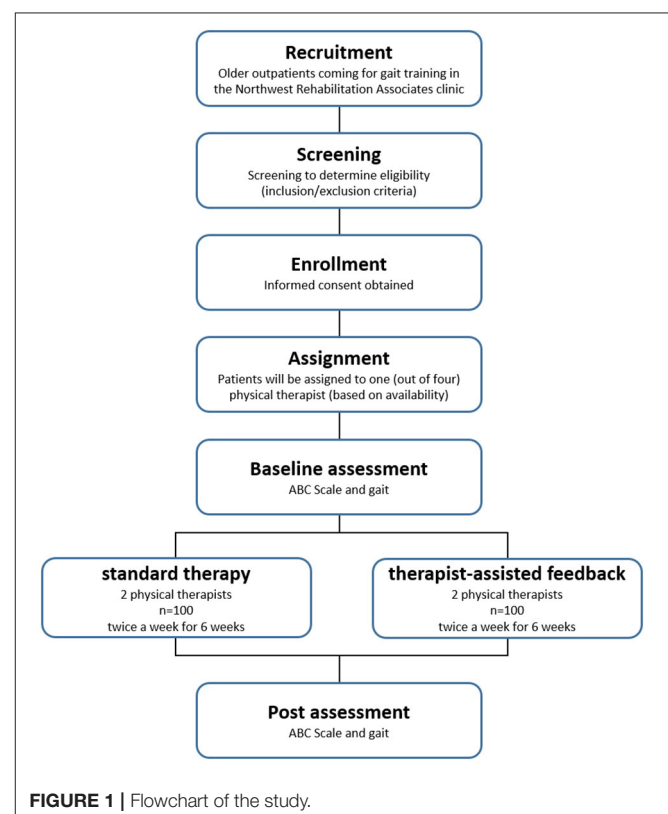 Recruitment
Older outpatients coming for gait training in
the Northwest Rehabilitation Associates clinic
Screening
Screening to determine eligibility
(inclusion/exclusion criteria)
Enrollment
Informed consent obtained
Assignment
Patients will be assigned to one (out of four)
physical therapist (based on availability)
Baseline assessment
ABC Scale and gait
standard therapy
2 physical therapists
n=100
twice a week for 6 weeks
therapist-assisted feedback
2 physical therapists
n=100
twice a week for 6 weeks
Post assessment
ABC Scale and gait
FIGURE 1 | Flowchart of the study.